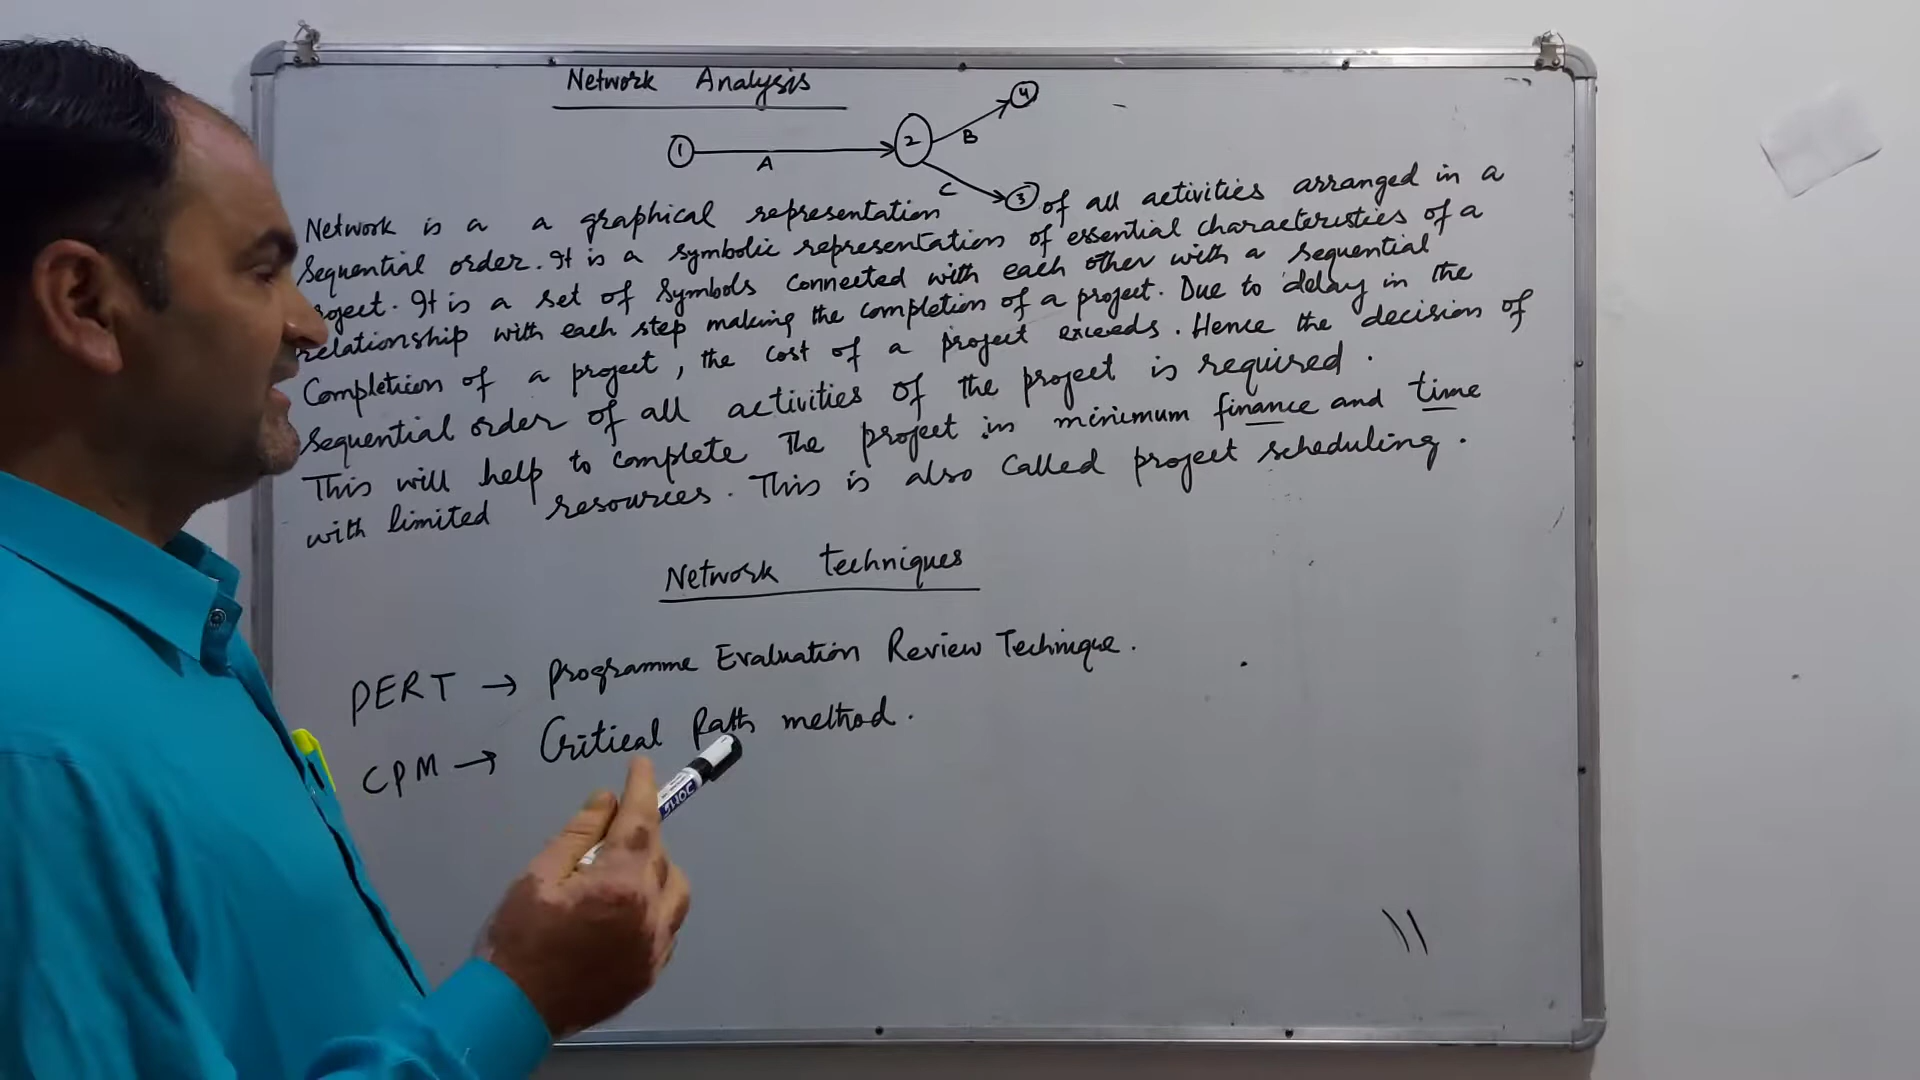 Network Analysis
1 A 2 B 4
C 3
Network is a a graphical representation of all activities arranged in a
sequential order. It is a symbolic representation of essential characteristics of a
roject. It is a set of symbols connected with each other with a sequential
relationship with each step making the completion of a project. Due to delay in the
Completion of a project, the cost of a project exceeds. Hence the decision of
sequential order of all activities of the project is required.
This will help to complete the project in minimum finance and time
with limited resources. This is also called project scheduling.
Network techniques
PERT → Programme Evaluation Review Technique.
CPM → Critical Path method.